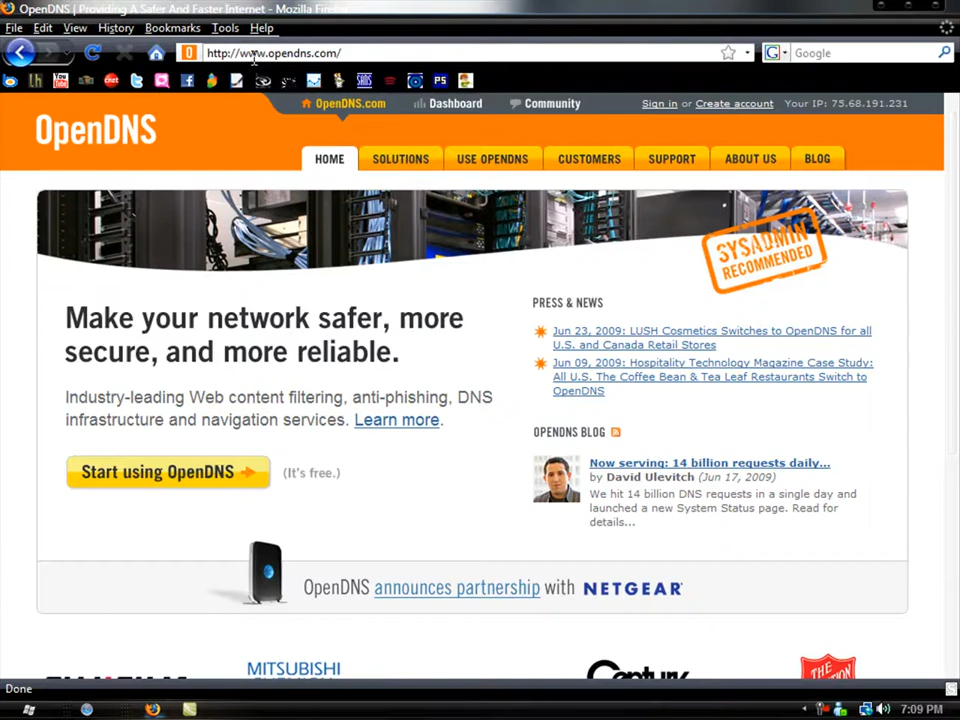 OpenDNS | Providing A Safer And Faster Internet - Mozilla Firefox
File Edit View History Bookmarks Tools Help
http://www.opendns.com/
Google
OpenDNS.com Dashboard Community Sign in or Create account Your IP: 75.68.191.231
OpenDNS
HOME SOLUTIONS USE OPENDNS CUSTOMERS SUPPORT ABOUT US BLOG
SYSADMIN
RECOMMENDED
Make your network safer, more
secure, and more reliable.
Industry-leading Web content filtering, anti-phishing, DNS
infrastructure and navigation services. Learn more.
Start using OpenDNS (It's free.)
PRESS & NEWS
Jun 23, 2009: LUSH Cosmetics Switches to OpenDNS for all
U.S. and Canada Retail Stores
Jun 09, 2009: Hospitality Technology Magazine Case Study:
All U.S. The Coffee Bean & Tea Leaf Restaurants Switch to
OpenDNS
OPENDNS BLOG
Now serving: 14 billion requests daily...
by David Ulevitch (Jun 17, 2009)
We hit 14 billion DNS requests in a single day and
launched a new System Status page. Read for
details...
OpenDNS announces partnership with NETGEAR
MITSUBISHI
Century
THE
Done
7:09 PM